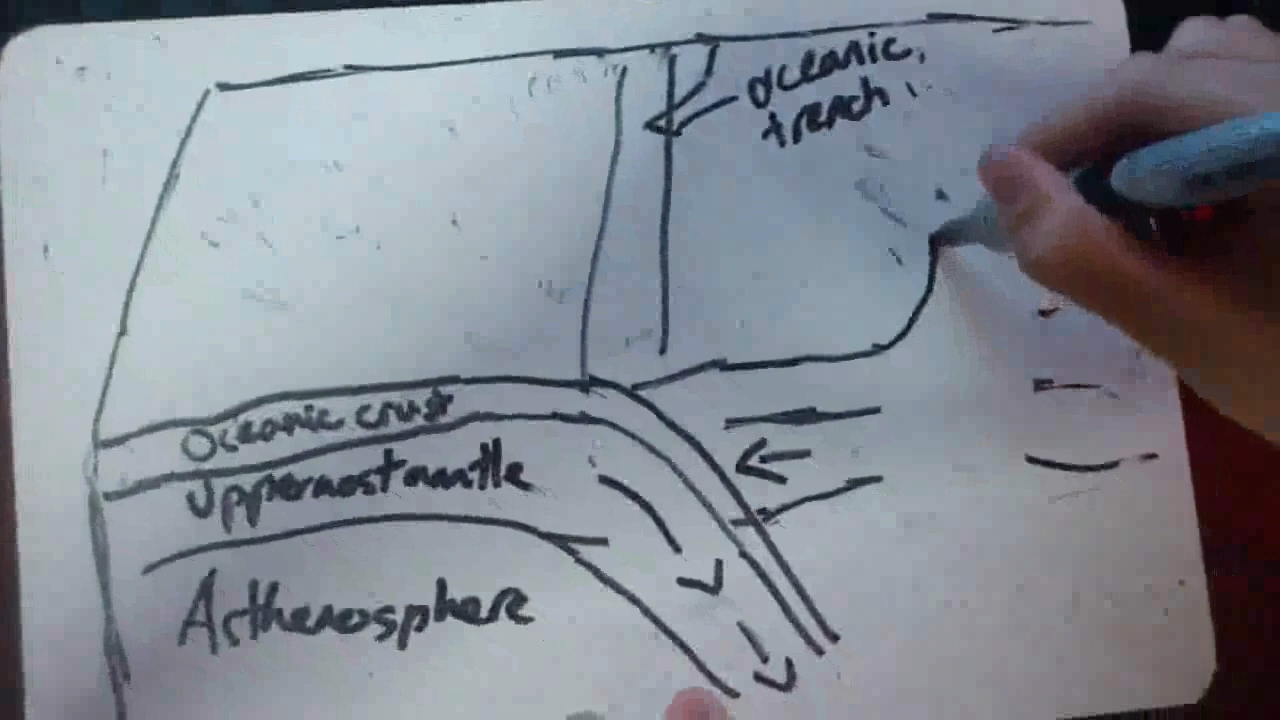 oceanic
trench
Oceanic crust
Uppermost mantle
Asthenosphere